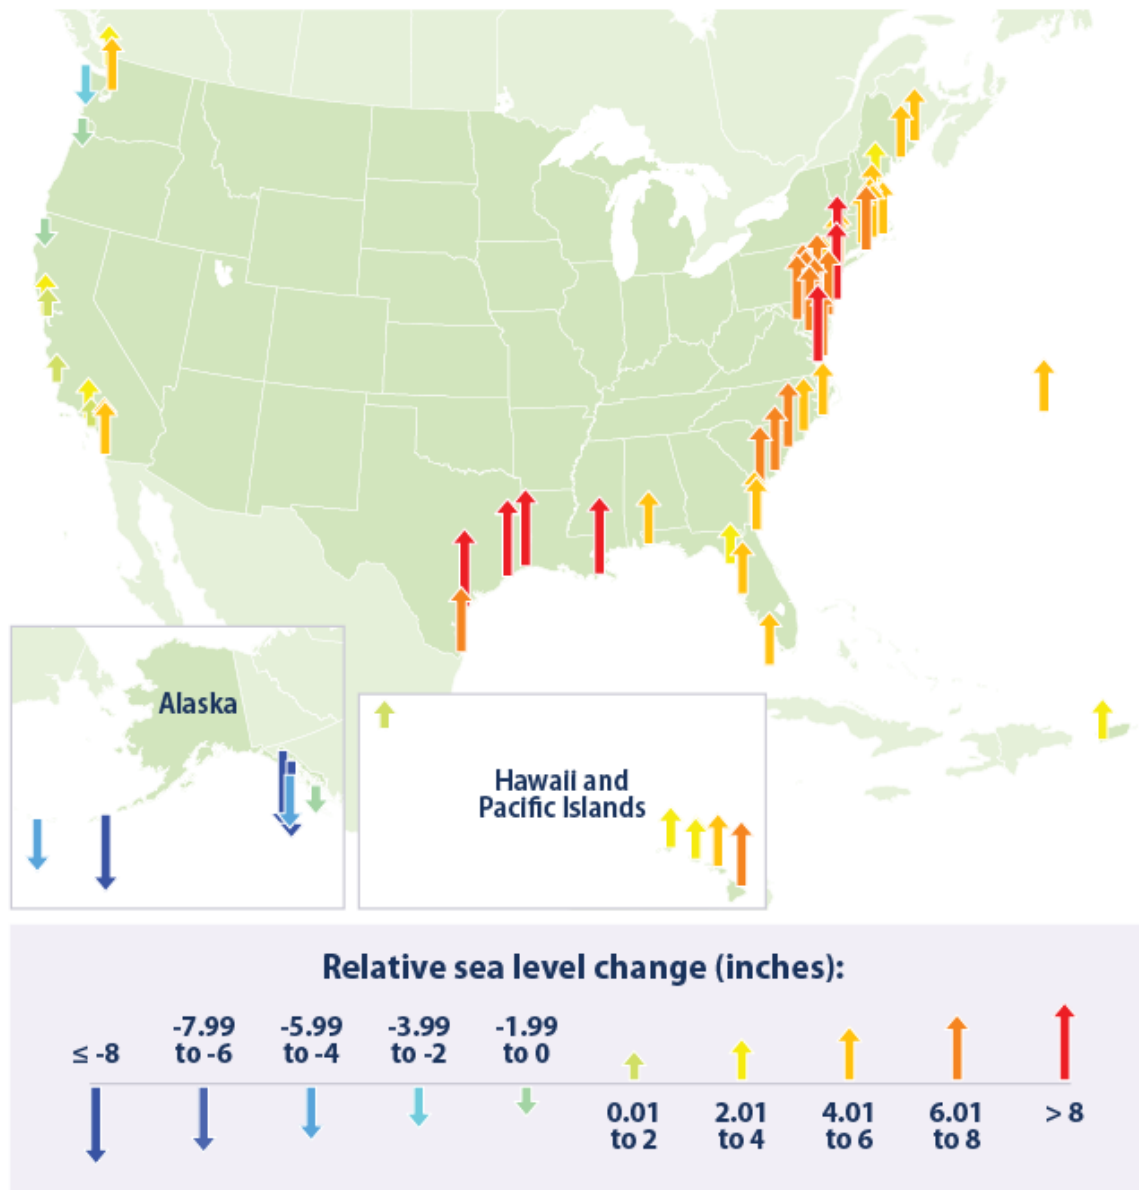 Alaska
Hawaii and
Pacific Islands
Relative sea level change (inches):
≤ -8
-7.99
to -6
-5.99
to -4
-3.99
to -2
-1.99
to 0
0.01
to 2
2.01
to 4
4.01
to 6
6.01
to 8
> 8